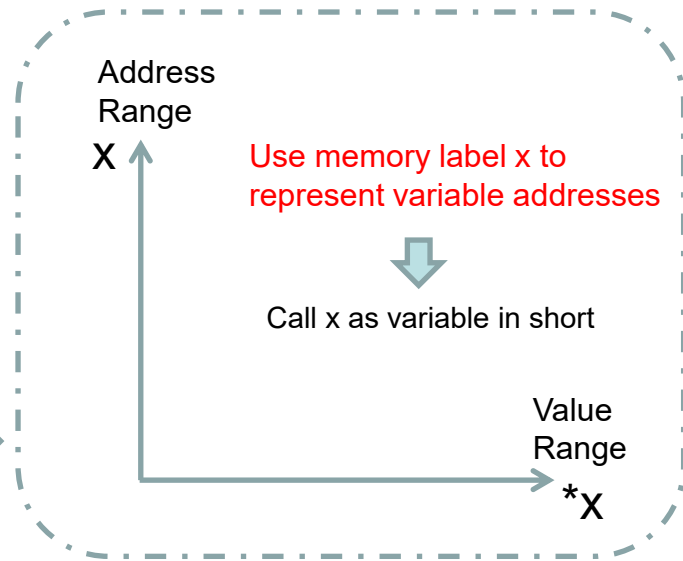 Address
Range
x
Use memory label x to
represent variable addresses
Call x as variable in short
Value
Range
*x